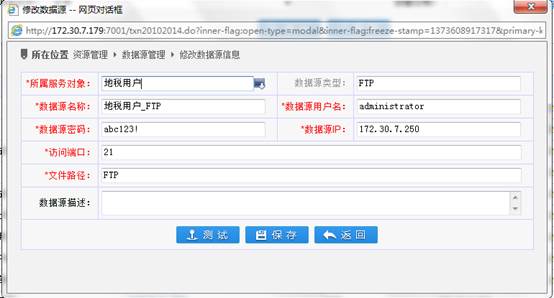 修改数据源 -- 网页对话框
http://172.30.7.179:7001/txn20102014.do?inner-flag:open-type=modal&inner-flag:freeze-stamp=1373608917317&primary-k
所在位置 资源管理 数据源管理 修改数据源信息
*所属服务对象: 地税用户 数据源类型: FTP
*数据源名称: 地税用户_FTP *数据源用户名: administrator
*数据源密码: abc123! *数据源IP: 172.30.7.250
*访问端口: 21
*文件路径: FTP
数据源描述:
测 试 保 存 返 回